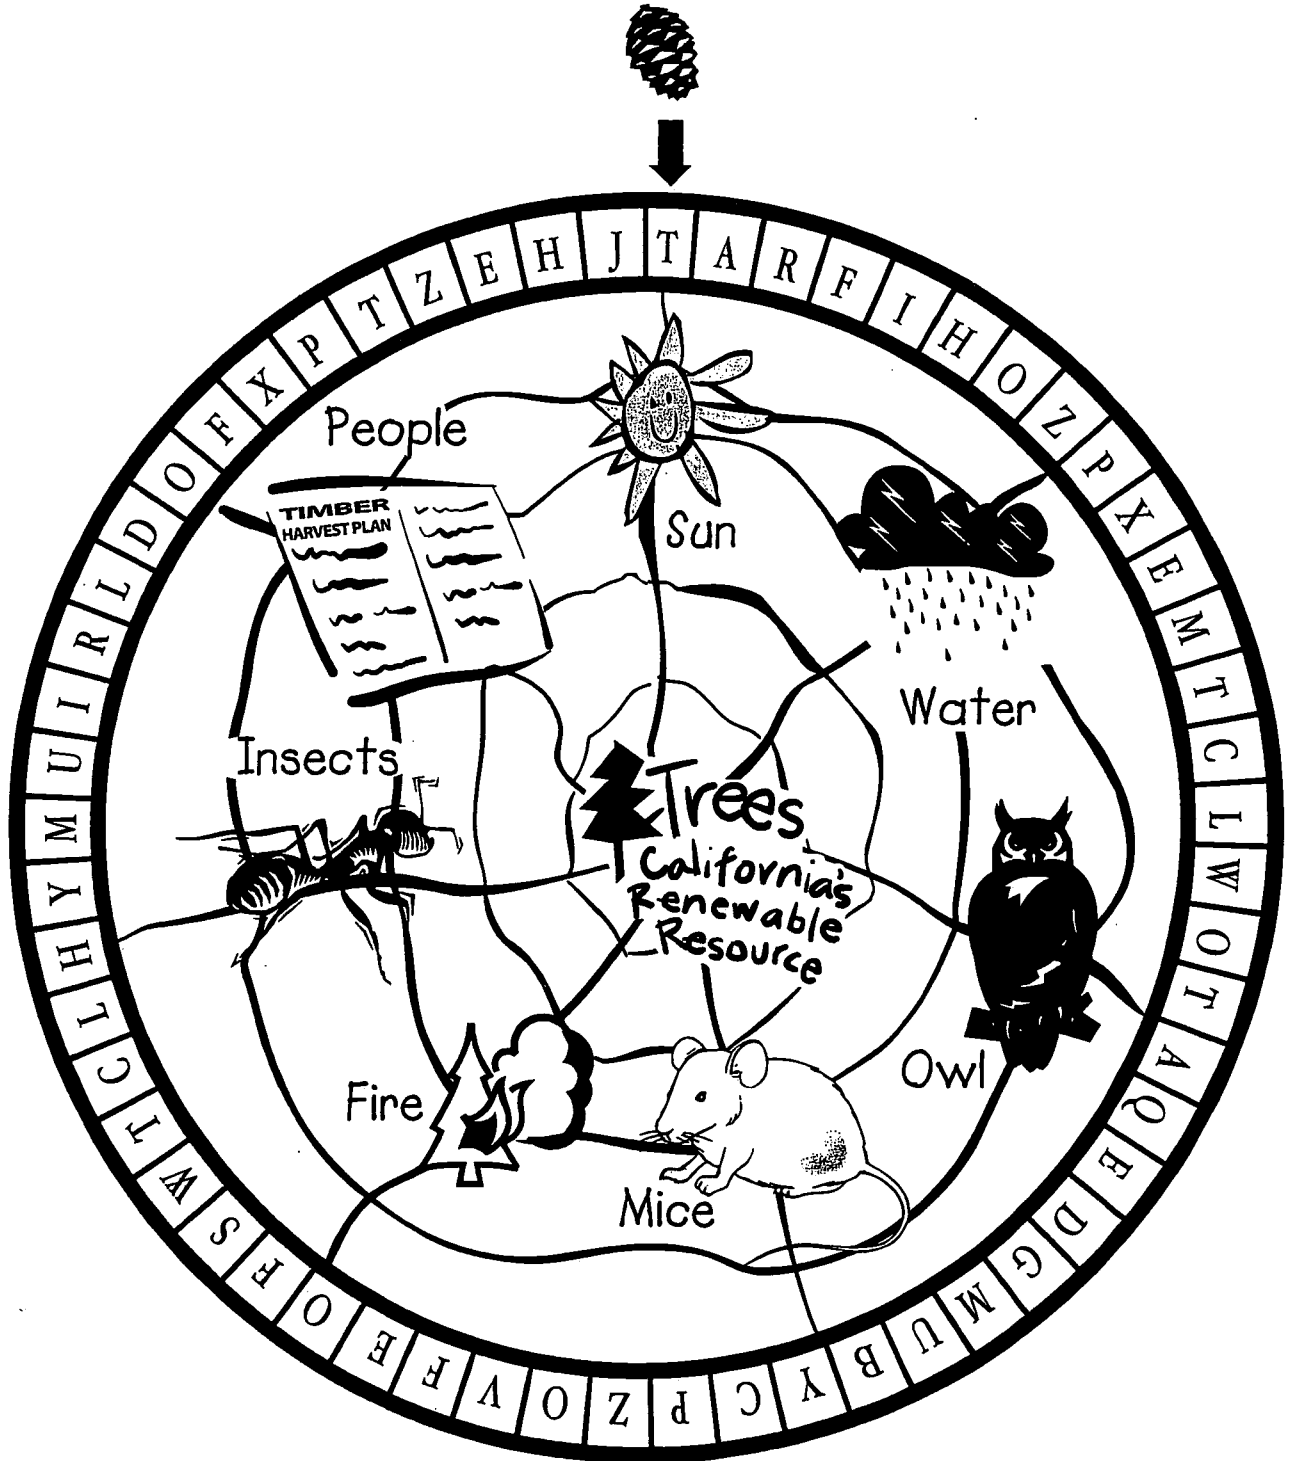 T A R F I H O Z P X E M T C L W O T A Q E D G M U B Y C P Z O V F E O F S W T C L H Y M U I R L D O F X P T Z E H J
People
TIMBER
HARVEST PLAN
Sun
Water
Insects
Trees
California's
Renewable
Resource
Owl
Fire
Mice